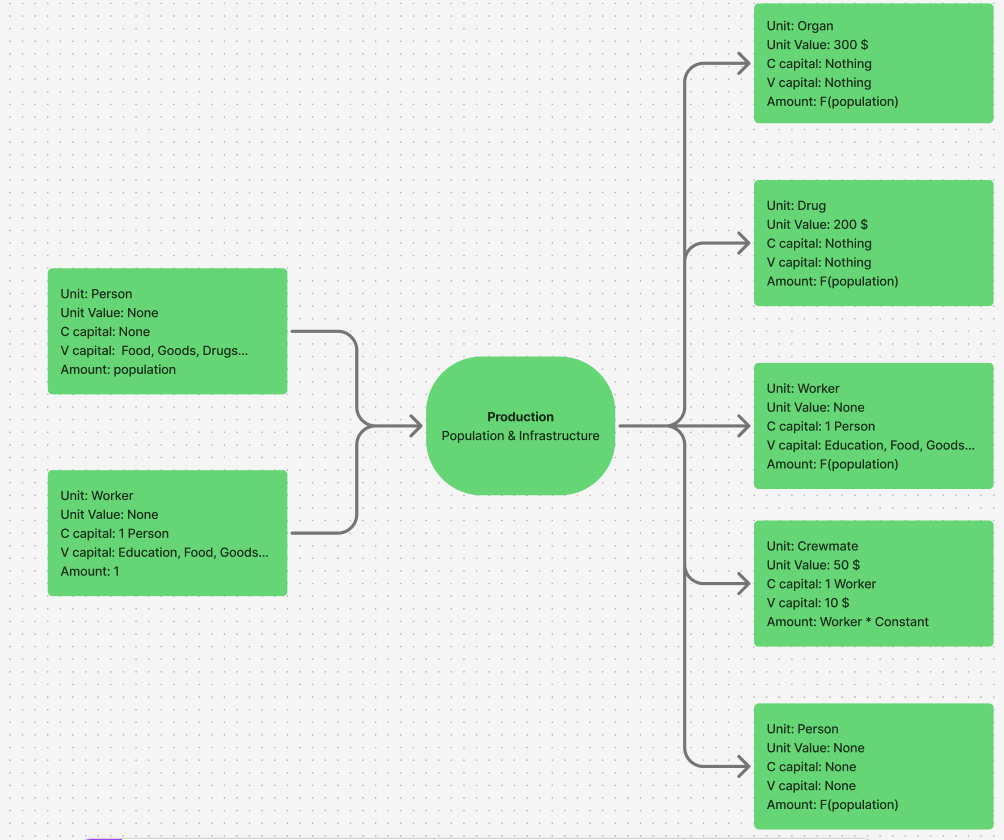 Unit: Organ
Unit Value: 300 $
C capital: Nothing
V capital: Nothing
Amount: F(population)
Unit: Drug
Unit Value: 200 $
C capital: Nothing
V capital: Nothing
Amount: F(population)
Unit: Person
Unit Value: None
C capital: None
V capital:  Food, Goods, Drugs...
Amount: population
Production
Population & Infrastructure
Unit: Worker
Unit Value: None
C capital: 1 Person
V capital: Education, Food, Goods...
Amount: F(population)
Unit: Worker
Unit Value: None
C capital: 1 Person
V capital: Education, Food, Goods...
Amount: 1
Unit: Crewmate
Unit Value: 50 $
C capital: 1 Worker
V capital: 10 $
Amount: Worker * Constant
Unit: Person
Unit Value: None
C capital: None
V capital: None
Amount: F(population)